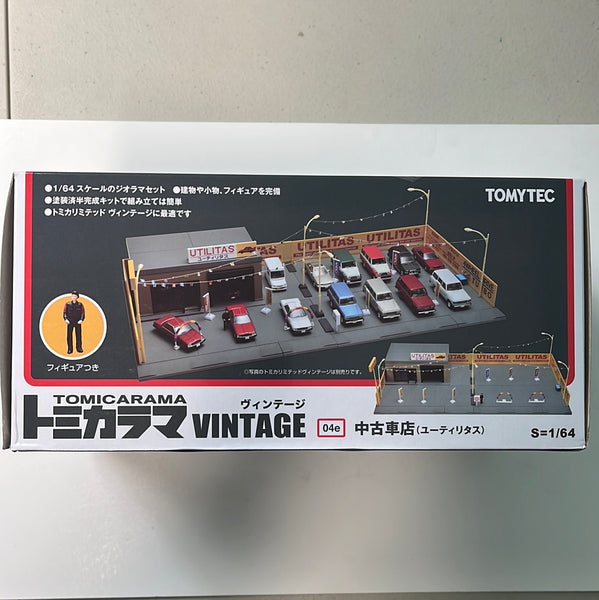 ●1/64 スケールのジオラマセット ●建物や小物、フィギュアを完備
●塗装済半完成キットで組み立ては簡単
●トミカリミテッド ヴィンテージに最適です
TOMYTEC
UTILITAS
ユーティリタス
UTILITAS UTILITAS UTILITAS
フィギュアつき
◎写真のトミカリミテッドヴィンテージは別売りです。
UTILITAS
UTILITAS UTILITAS
TOMICARAMA
トミカラマ
ヴィンテージ
VINTAGE
04e
中古車店(ユーティリタス)
S=1/64